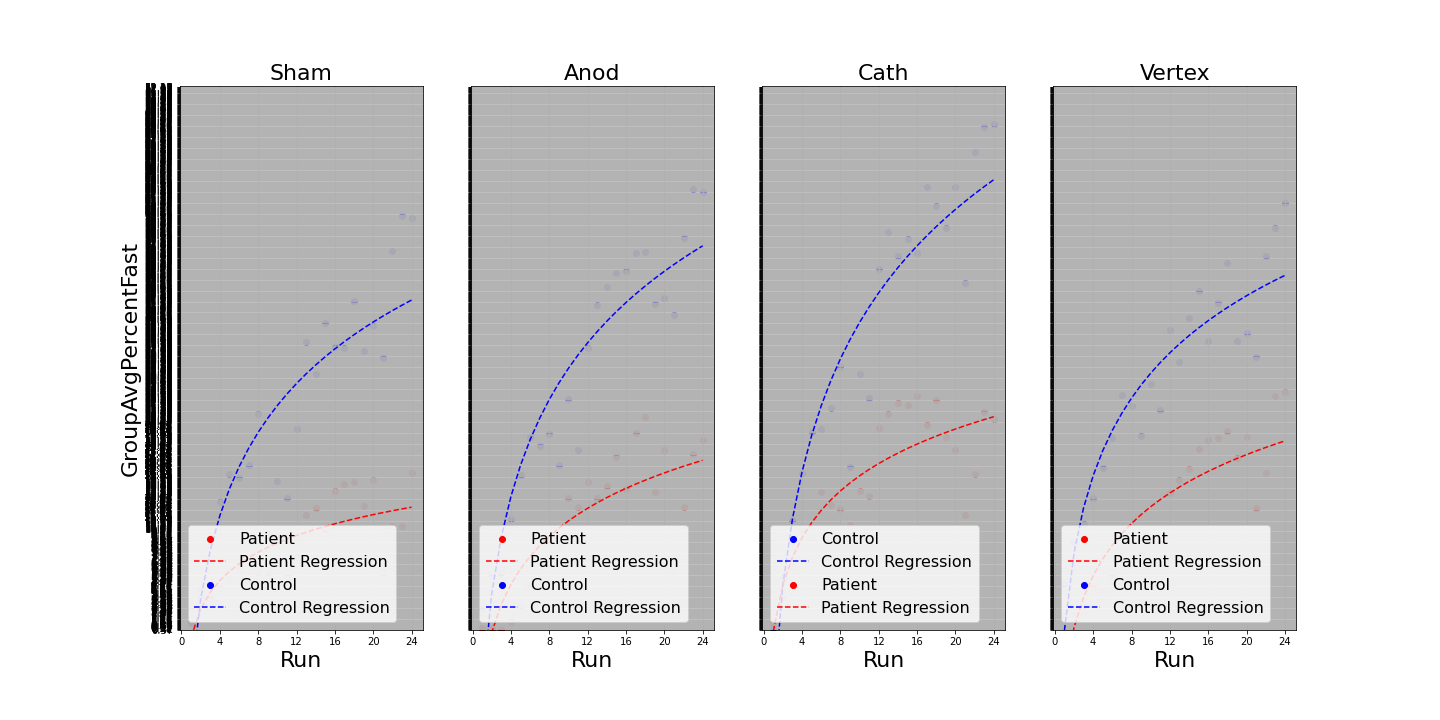 Sham
Anod
Cath
Vertex
GroupAvgPercentFast
Patient
Patient Regression
Control
Control Regression
Patient
Patient Regression
Control
Control Regression
Control
Control Regression
Patient
Patient Regression
Patient
Patient Regression
Control
Control Regression
0 4 8 12 16 20 24
0 4 8 12 16 20 24
0 4 8 12 16 20 24
0 4 8 12 16 20 24
Run
Run
Run
Run